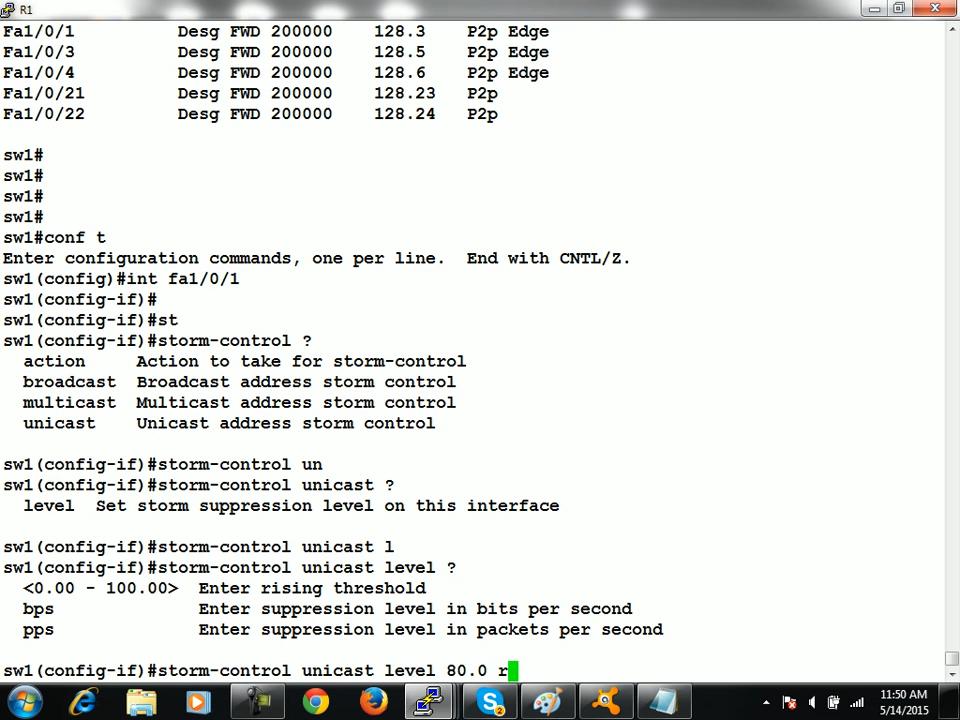 R1
Fa1/0/1 Desg FWD 200000 128.3 P2p Edge
Fa1/0/3 Desg FWD 200000 128.5 P2p Edge
Fa1/0/4 Desg FWD 200000 128.6 P2p Edge
Fa1/0/21 Desg FWD 200000 128.23 P2p
Fa1/0/22 Desg FWD 200000 128.24 P2p
sw1#
sw1#
sw1#
sw1#
sw1#conf t
Enter configuration commands, one per line. End with CNTL/Z.
sw1(config)#int fa1/0/1
sw1(config-if)#
sw1(config-if)#st
sw1(config-if)#storm-control ?
action Action to take for storm-control
broadcast Broadcast address storm control
multicast Multicast address storm control
unicast Unicast address storm control
sw1(config-if)#storm-control un
sw1(config-if)#storm-control unicast ?
level Set storm suppression level on this interface
sw1(config-if)#storm-control unicast l
sw1(config-if)#storm-control unicast level ?
<0.00 - 100.00> Enter rising threshold
bps Enter suppression level in bits per second
pps Enter suppression level in packets per second
sw1(config-if)#storm-control unicast level 80.0 r
2
11:50 AM
5/14/2015